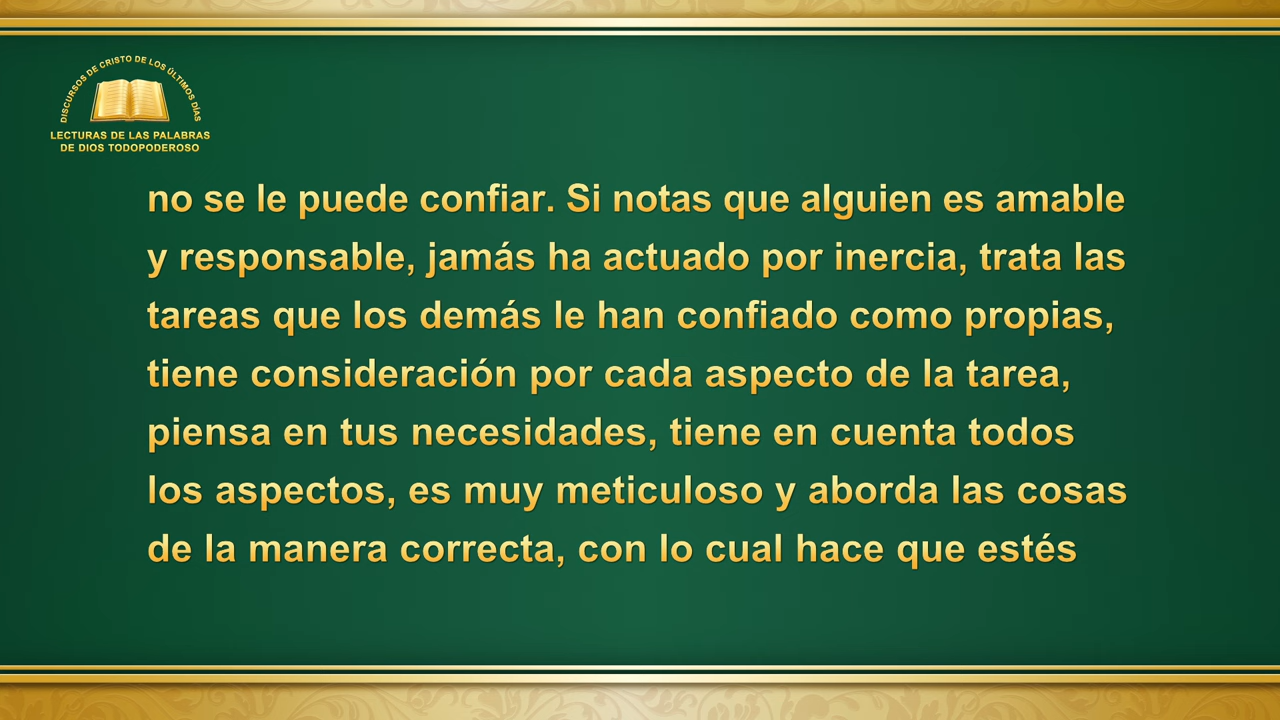 DISCURSOS DE CRISTO DE LOS ÚLTIMOS DÍAS
LECTURAS DE LAS PALABRAS
DE DIOS TODOPODEROSO
no se le puede confiar. Si notas que alguien es amable
y responsable, jamás ha actuado por inercia, trata las
tareas que los demás le han confiado como propias,
tiene consideración por cada aspecto de la tarea,
piensa en tus necesidades, tiene en cuenta todos
los aspectos, es muy meticuloso y aborda las cosas
de la manera correcta, con lo cual hace que estés